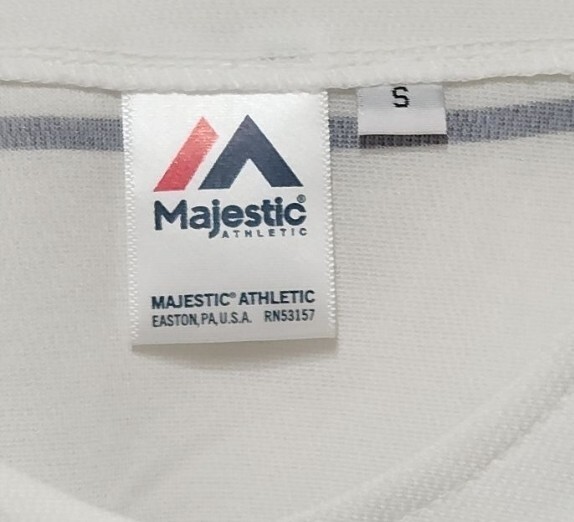 S
Majestic®
ATHLETIC
MAJESTIC® ATHLETIC
EASTON, PA, U.S.A. RN53157